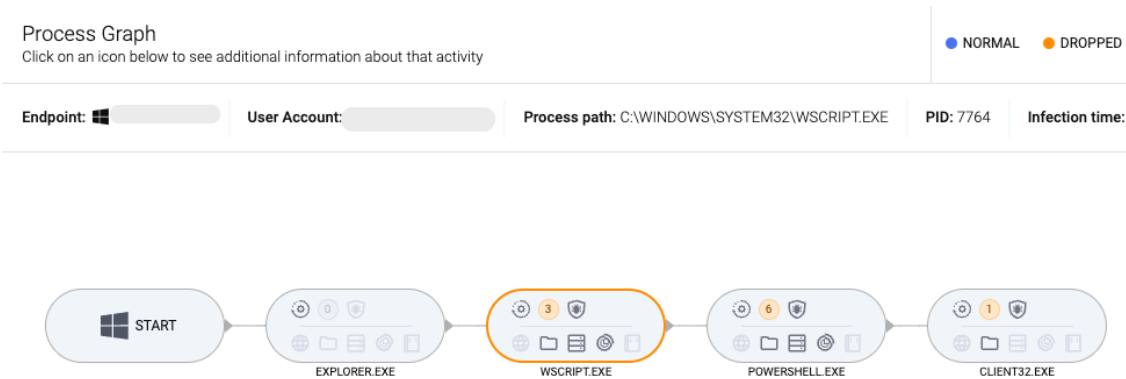 Process Graph
Click on an icon below to see additional information about that activity
NORMAL DROPPED
Endpoint: User Account: Process path: C:\WINDOWS\SYSTEM32\WSCRIPT.EXE PID: 7764 Infection time:
START
0 3 6 1
EXPLORER.EXE WSCRIPT.EXE POWERSHELL.EXE CLIENT32.EXE